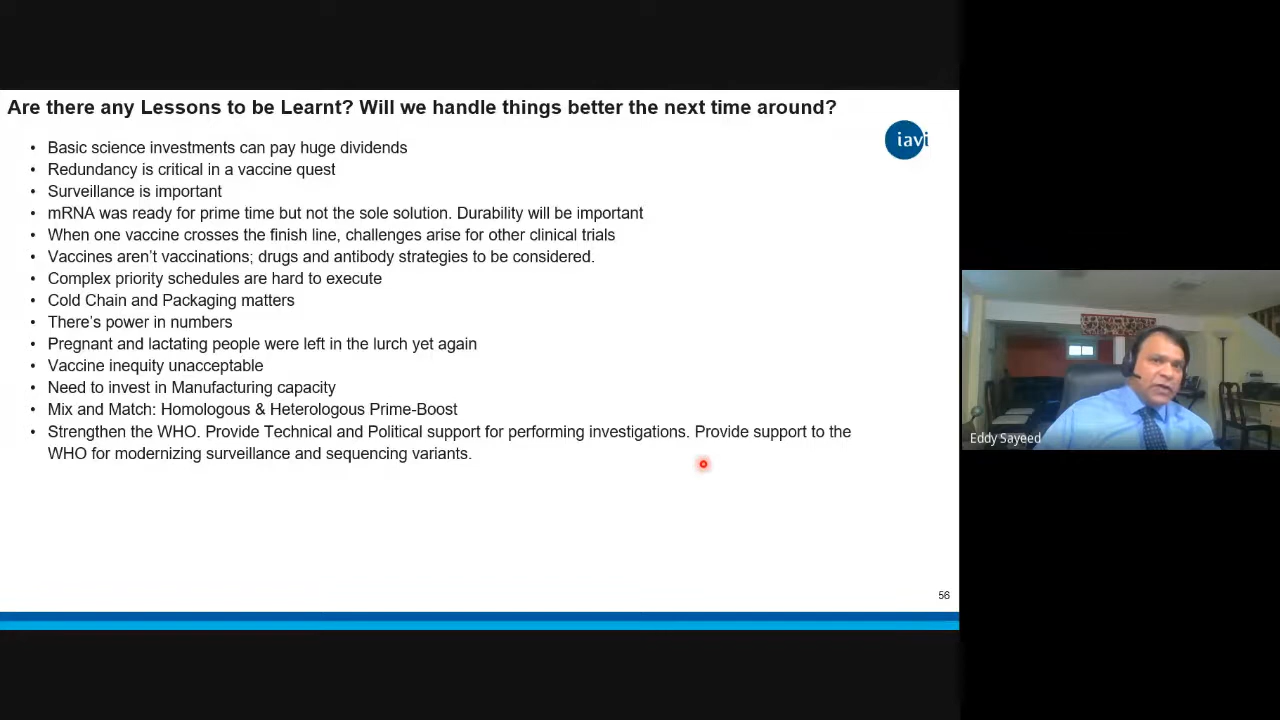 Are there any Lessons to be Learnt? Will we handle things better the next time around?
iavi
• Basic science investments can pay huge dividends
• Redundancy is critical in a vaccine quest
• Surveillance is important
• mRNA was ready for prime time but not the sole solution. Durability will be important
• When one vaccine crosses the finish line, challenges arise for other clinical trials
• Vaccines aren't vaccinations; drugs and antibody strategies to be considered.
• Complex priority schedules are hard to execute
• Cold Chain and Packaging matters
• There's power in numbers
• Pregnant and lactating people were left in the lurch yet again
• Vaccine inequity unacceptable
• Need to invest in Manufacturing capacity
• Mix and Match: Homologous & Heterologous Prime-Boost
• Strengthen the WHO. Provide Technical and Political support for performing investigations. Provide support to the
WHO for modernizing surveillance and sequencing variants.
56
Eddy Sayeed